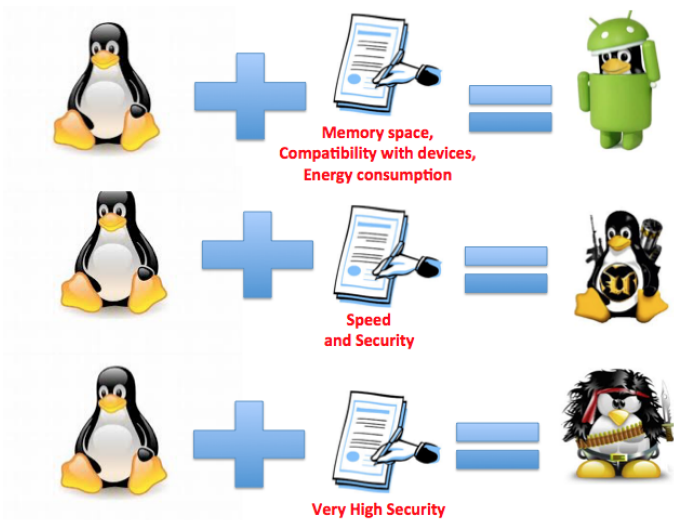 Memory space,
Compatibility with devices,
Energy consumption
Speed
and Security
Very High Security